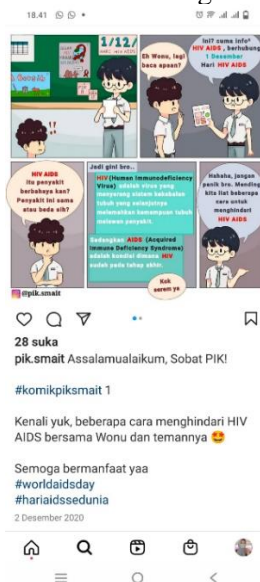 18.41
1/12/
Eh Wonu, lagi
baca apaan?
Ini? cuma info²
HIV AIDS, berhubung
1 Desember
Hari HIV AIDS
HIV AIDS
itu penyakit
berbahaya kan?
Penyakit ini sama
atau beda sih?
Jadi gini bro..
HIV (Human Immunodeficiency
Virus) adalah virus yang
menyerang sistem kekebalan
tubuh yang selanjutnya
melemahkan kemampuan tubuh
melawan penyakit.
Sedangkan AIDS (Acquired
Immune Deficiency Syndrome)
adalah kondisi dimana HIV
sudah pada tahap akhir.
Kok
serem ya
Hahaha, jangan
panik bro. Mending
kita liat beberapa
cara untuk
menghindari
HIV AIDS
@pik.smait
28 suka
pik.smait Assalamualaikum, Sobat PIK!
#komikpiksmait 1
Kenali yuk, beberapa cara menghindari HIV
AIDS bersama Wonu dan temannya 🤩
Semoga bermanfaat yaa
#worldaidsday
#hariaidssedunia
2 Desember 2020